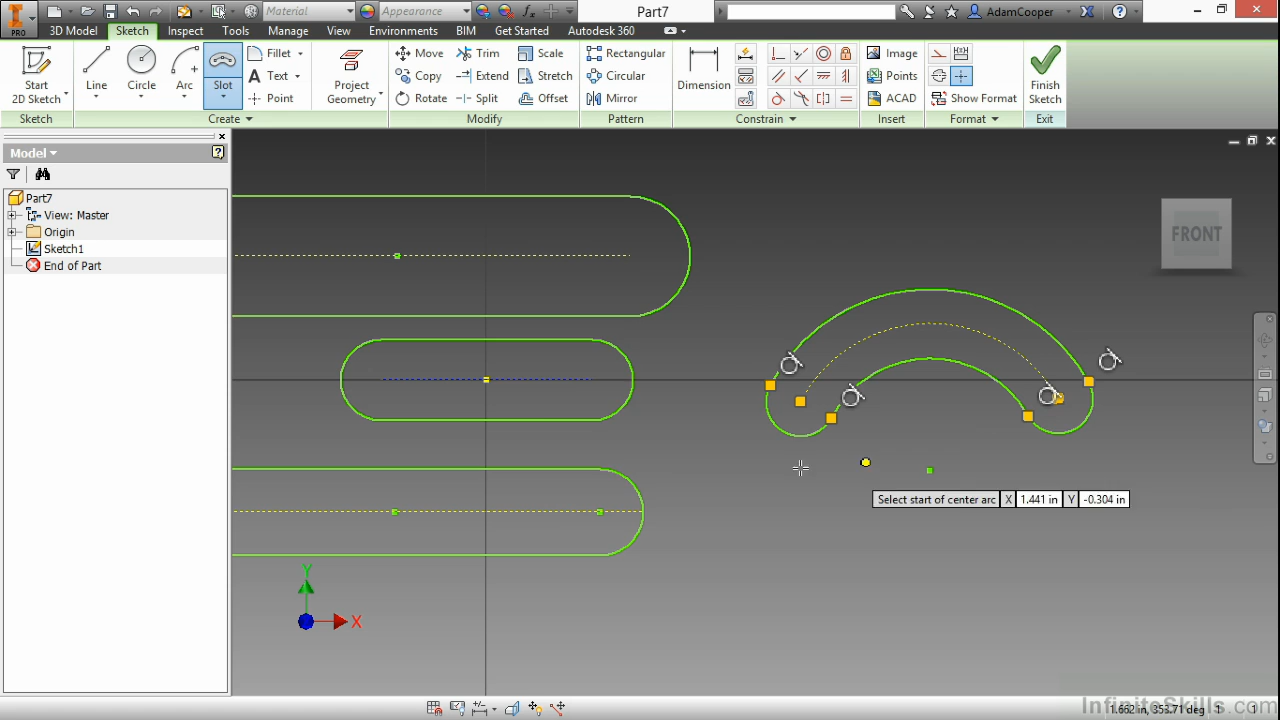 PRO
Material
Appearance
Part7
AdamCooper
3D Model Sketch Inspect Tools Manage View Environments BIM Get Started Autodesk 360
Start
2D Sketch
Line
Circle
Arc
Slot
Fillet
Text
Point
Project
Geometry
Move
Copy
Rotate
Trim
Extend
Split
Scale
Stretch
Offset
Rectangular
Circular
Mirror
Dimension
Image
Points
ACAD
Show Format
Finish
Sketch
Sketch Create Modify Pattern Constrain Insert Format Exit
Model
Part7
View: Master
Origin
Sketch1
End of Part
FRONT
Select start of center arc X 1.441 in Y -0.304 in
Y
X
InfiniteSkills.com
1.662 in, 353.71 deg 1 1